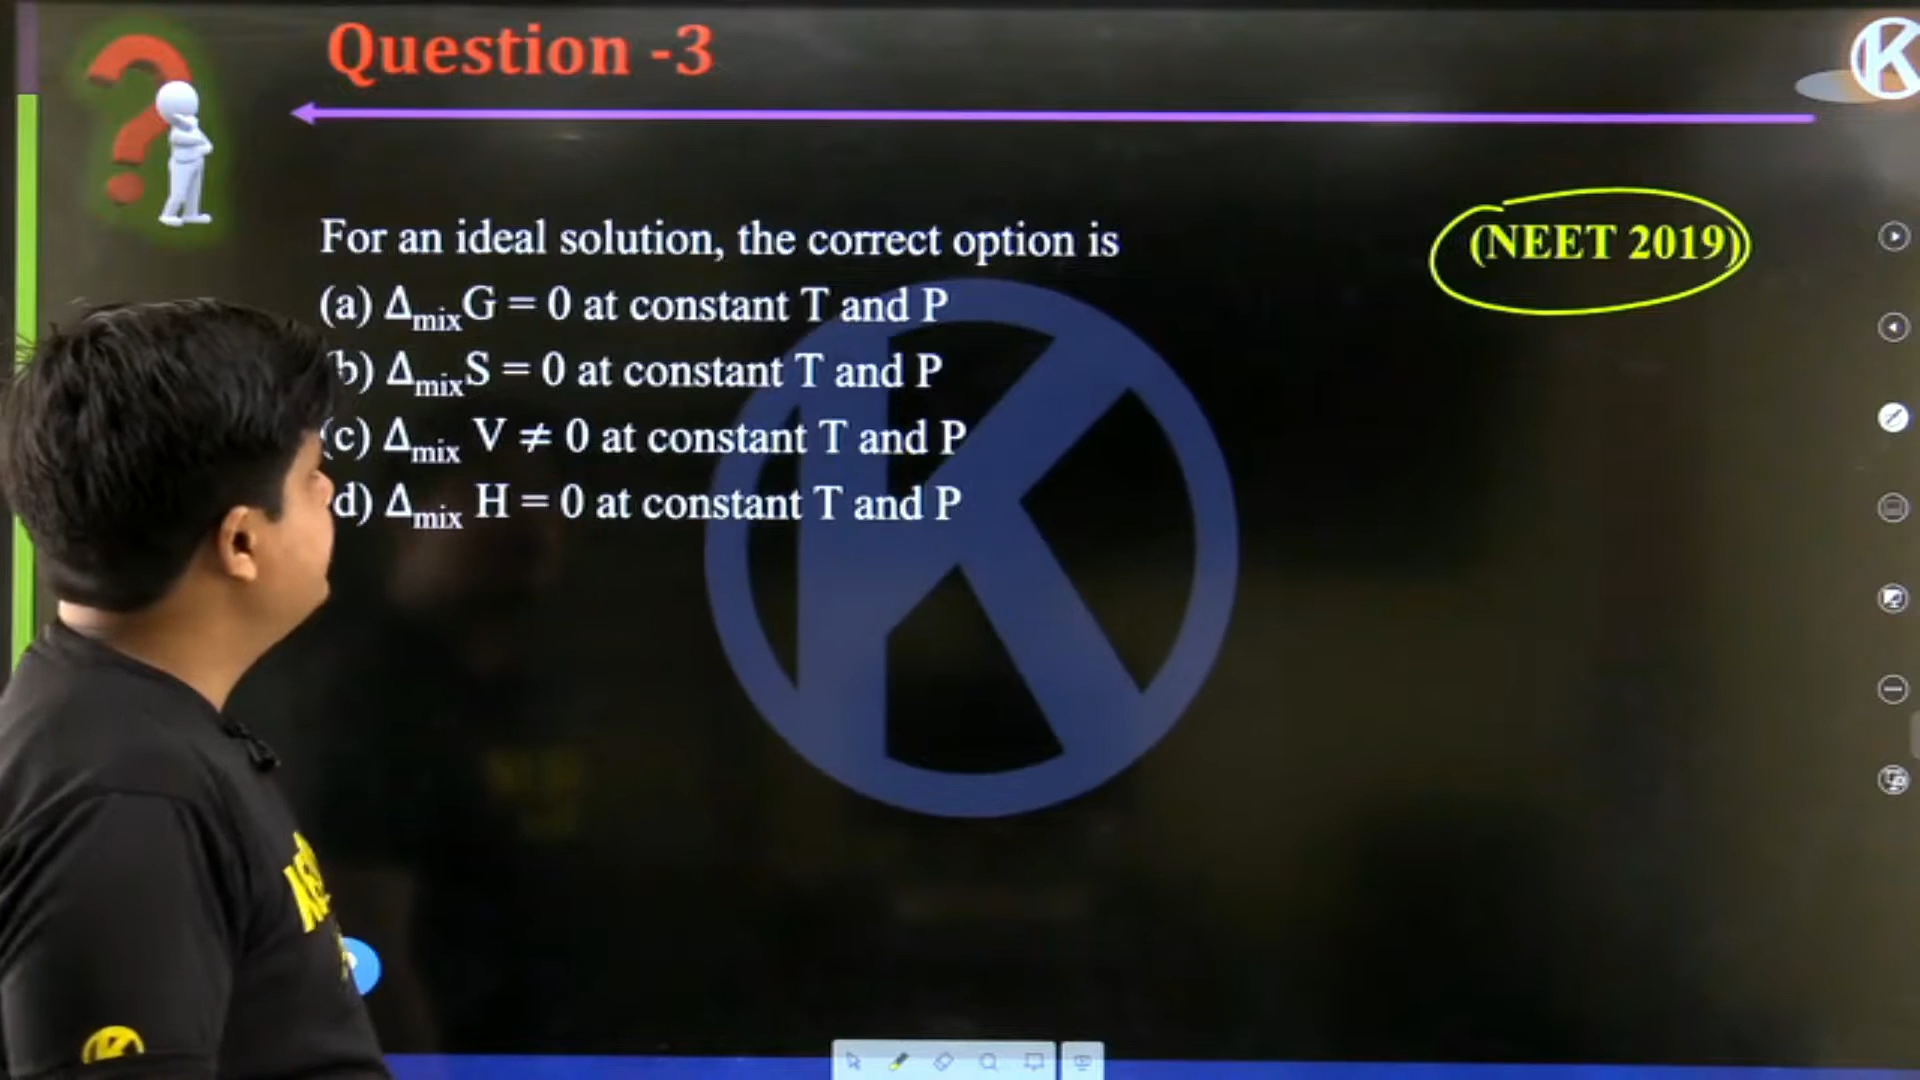 Question -3
For an ideal solution, the correct option is
(NEET 2019)
(a) ΔmixG = 0 at constant T and P
b) ΔmixS = 0 at constant T and P
(c) Δmix V ≠ 0 at constant T and P
d) Δmix H = 0 at constant T and P
K
K
K